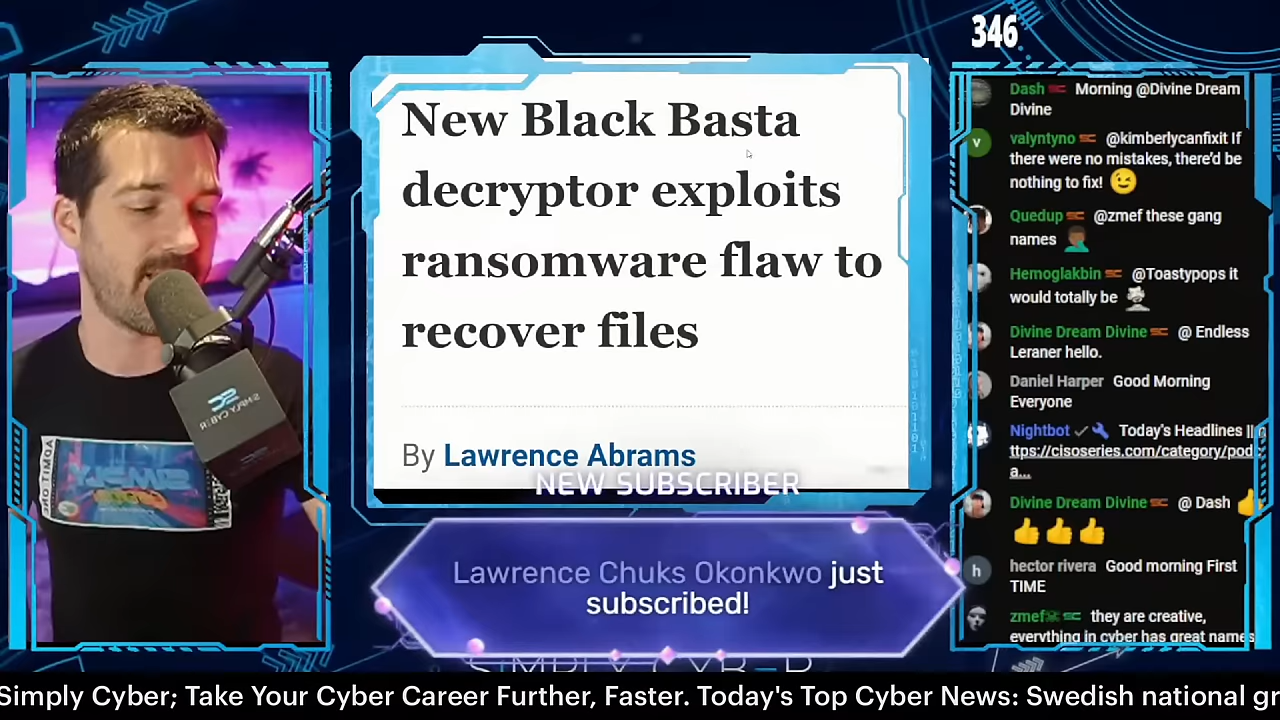 346
New Black Basta
decryptor exploits
ransomware flaw to
recover files
By Lawrence Abrams
NEW SUBSCRIBER
Lawrence Chuks Okonkwo just
subscribed!
Dash Morning @Divine Dream
Divine
valyntyno @kimberlycanfixit If
there were no mistakes, there'd be
nothing to fix! 😉
Quedup @zmef these gang
names
Hemoglakbin @Toastypops it
would totally be
Divine Dream Divine @ Endless
Leraner hello.
Daniel Harper Good Morning
Everyone
Nightbot Today's Headlines ||
ttps://cisoseries.com/category/pod
a...
Divine Dream Divine @ Dash 👍
👍👍👍
hector rivera Good morning First
TIME
zmef they are creative,
everything in cyber has great names
SIMPLY CYBER
Simply Cyber; Take Your Cyber Career Further, Faster. Today's Top Cyber News: Swedish national gr